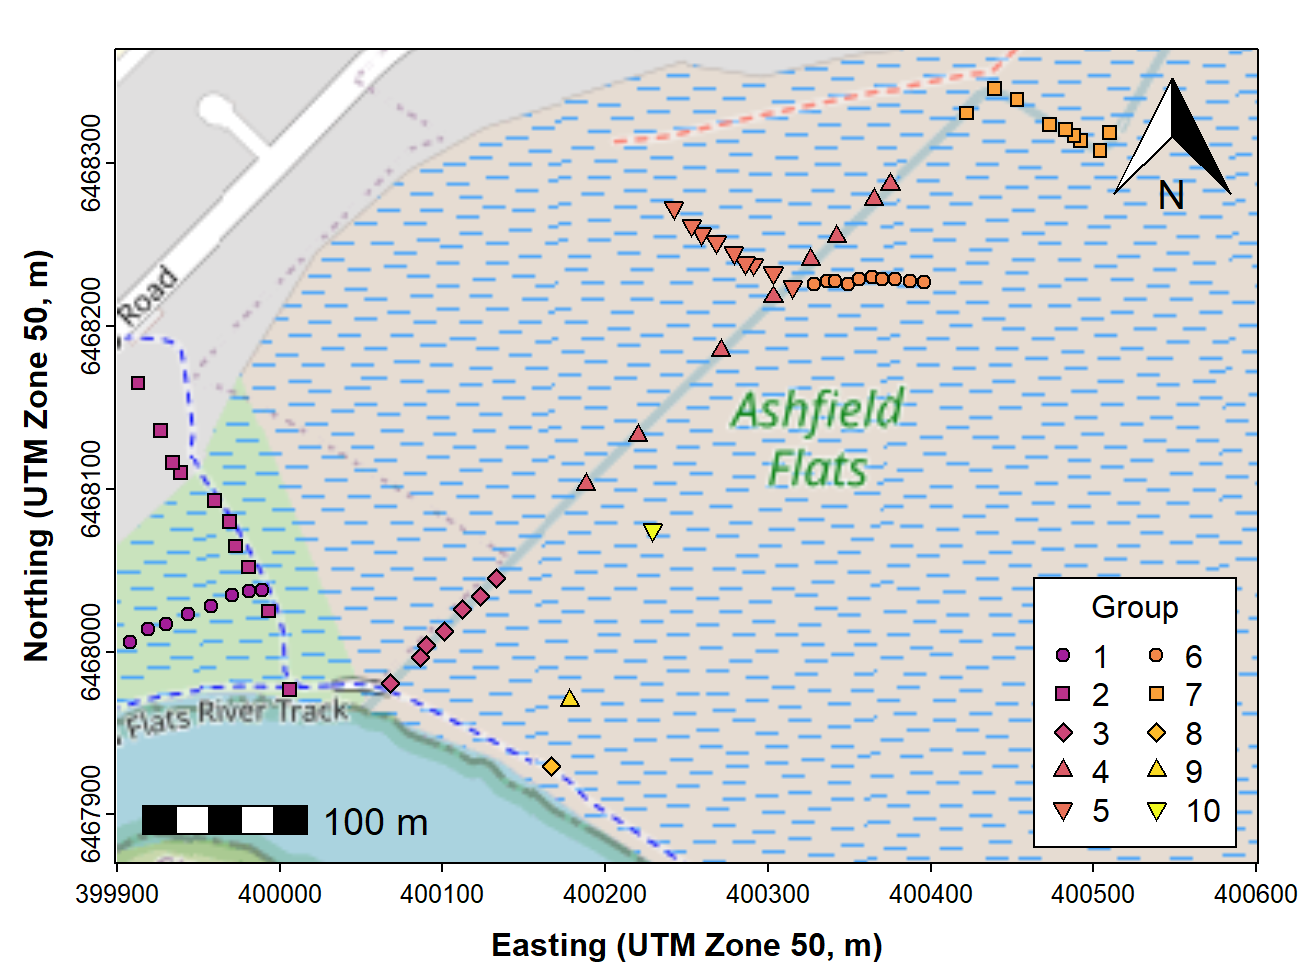 Northing (UTM Zone 50, m)
6468300
6468200
6468100
6468000
6467900
Road
Ashfield
Flats
N
Flats River Track
100 m
Group
1 6
2 7
3 8
4 9
5 10
399900 400000 400100 400200 400300 400400 400500 400600
Easting (UTM Zone 50, m)